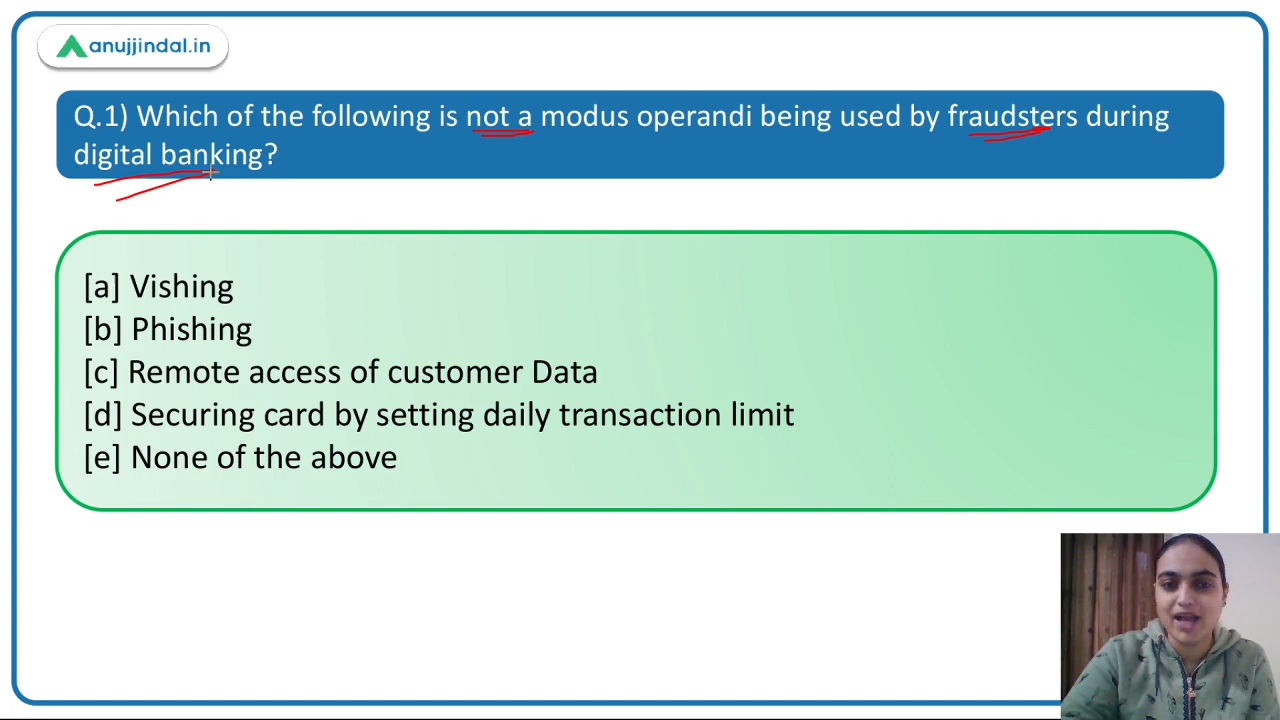 anujjindal.in
Q.1) Which of the following is not a modus operandi being used by fraudsters during
digital banking?
[a] Vishing
[b] Phishing
[c] Remote access of customer Data
[d] Securing card by setting daily transaction limit
[e] None of the above